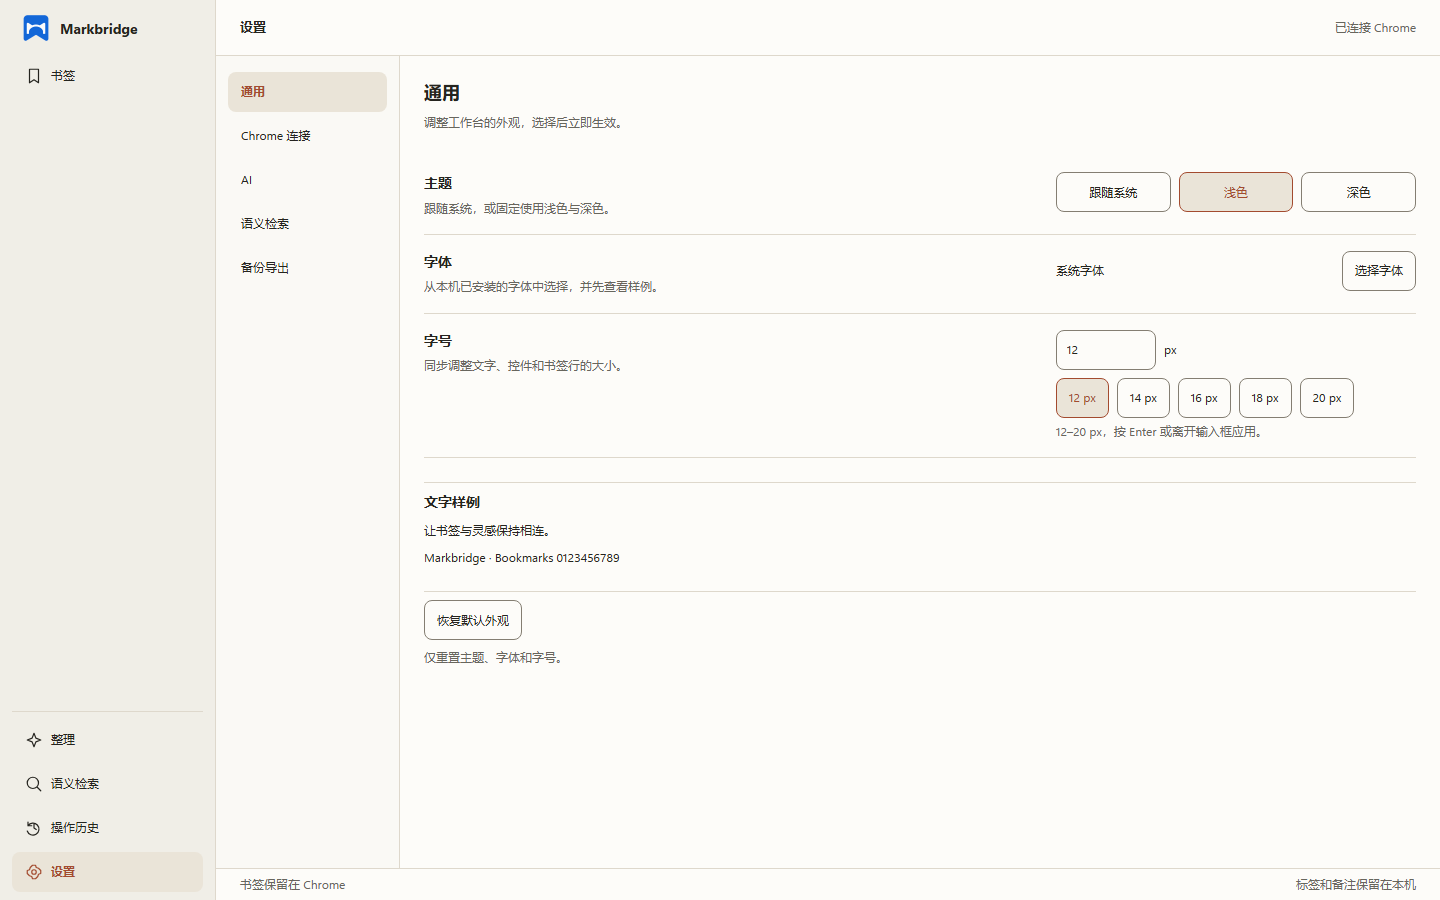 Markbridge
书签
整理
语义检索
操作历史
设置
设置
已连接 Chrome
通用
Chrome 连接
AI
语义检索
备份导出
通用
调整工作台的外观，选择后立即生效。
主题
跟随系统，或固定使用浅色与深色。
跟随系统
浅色
深色
字体
从本机已安装的字体中选择，并先查看样例。
系统字体
选择字体
字号
同步调整文字、控件和书签行的大小。
12
px
12 px
14 px
16 px
18 px
20 px
12–20 px，按 Enter 或离开输入框应用。
文字样例
让书签与灵感保持相连。
Markbridge · Bookmarks 0123456789
恢复默认外观
仅重置主题、字体和字号。
书签保留在 Chrome
标签和备注保留在本机